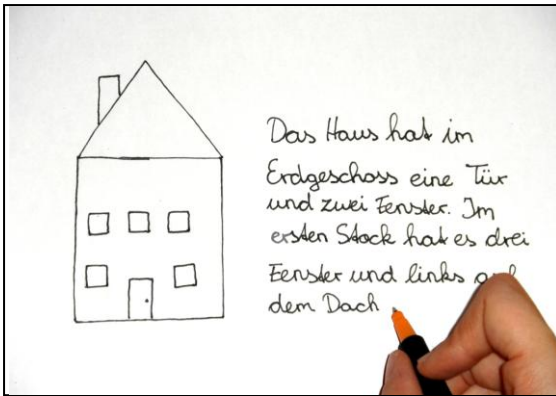 Das Haus hat im
Erdgeschoss eine Tür
und zwei Fenster. Im
ersten Stock hat es drei
Fenster und links auf
dem Dach